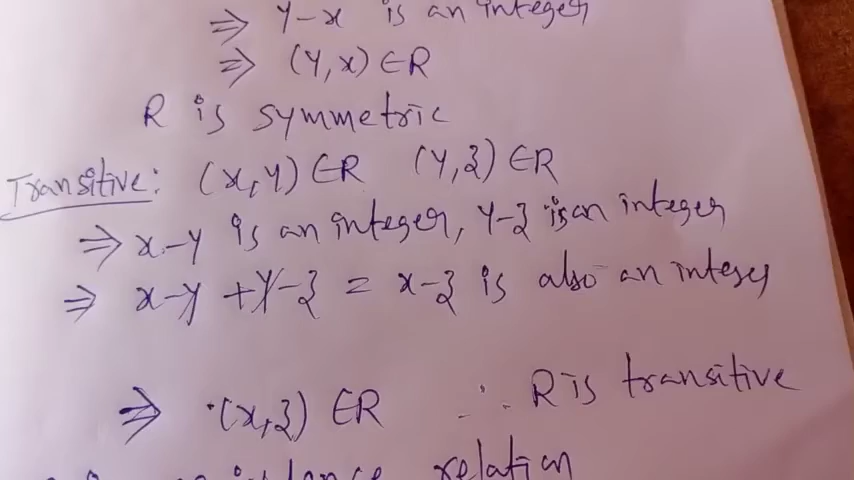 ⇒ y-x is an integer
⇒ (y,x) ∈ R
R is symmetric
Transitive: (x,y) ∈ R (y,z) ∈ R
⇒ x-y is an integer, y-z is an integer
⇒ x-y + y-z = x-z is also an integer
⇒ (x,z) ∈ R ∴ R is transitive
relation